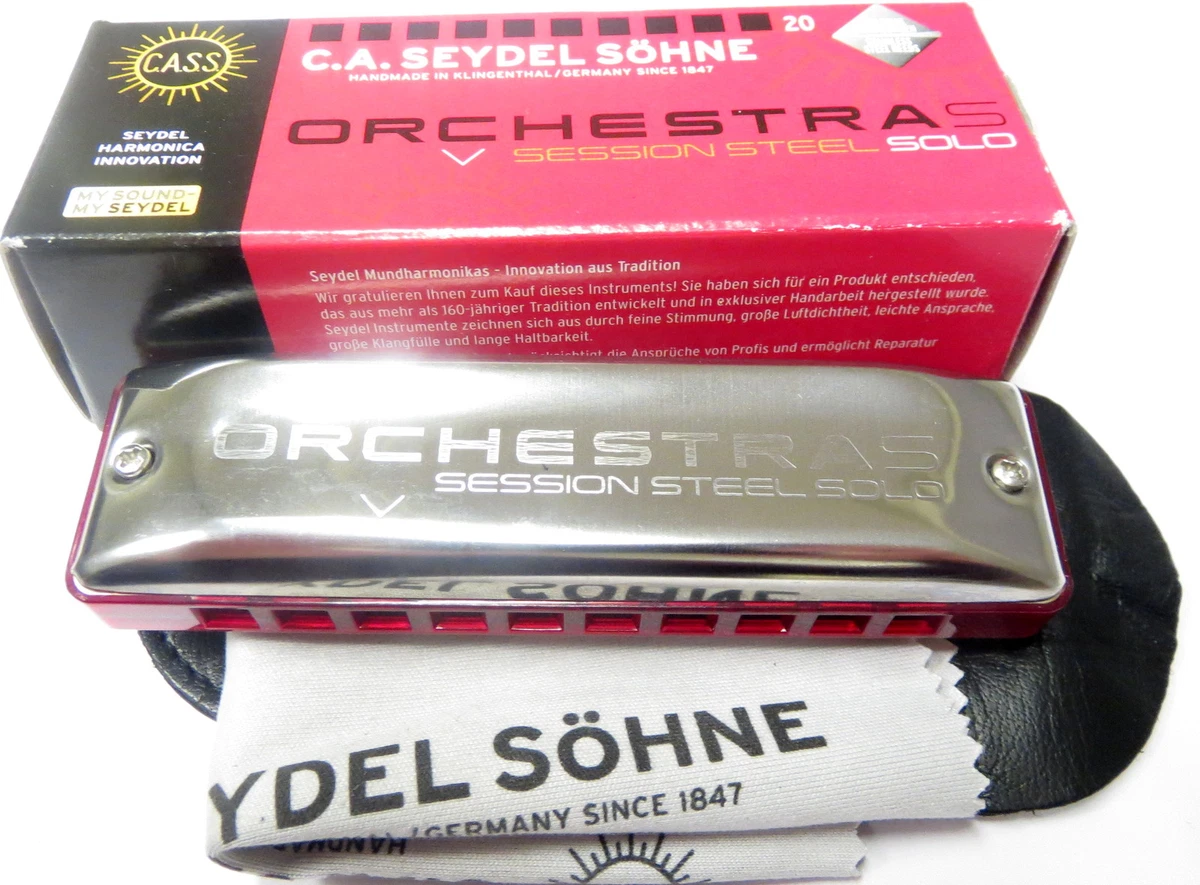 C.A.S.S
SEYDEL
HARMONICA
INNOVATION
MY SOUND-
MY SEYDEL
20
C.A. SEYDEL SÖHNE
HANDMADE IN KLINGENTHAL/GERMANY SINCE 1847
ORCHESTRA S
SESSION STEEL SOLO
Seydel Mundharmonikas - Innovation aus Tradition
Wir gratulieren Ihnen zum Kauf dieses Instruments! Sie haben sich für ein Produkt entschieden,
das aus mehr als 160-jähriger Tradition entwickelt und in exklusiver Handarbeit hergestellt wurde.
Seydel Instrumente zeichnen sich aus durch feine Stimmung, große Luftdichtheit, leichte Ansprache,
große Klangfülle und lange Haltbarkeit.
die Ansprüche von Profis und ermöglicht Reparatur
ORCHESTRA S
SESSION STEEL SOLO
YDEL SÖHNE
YDEL SÖHNE
/GERMANY SINCE 1847